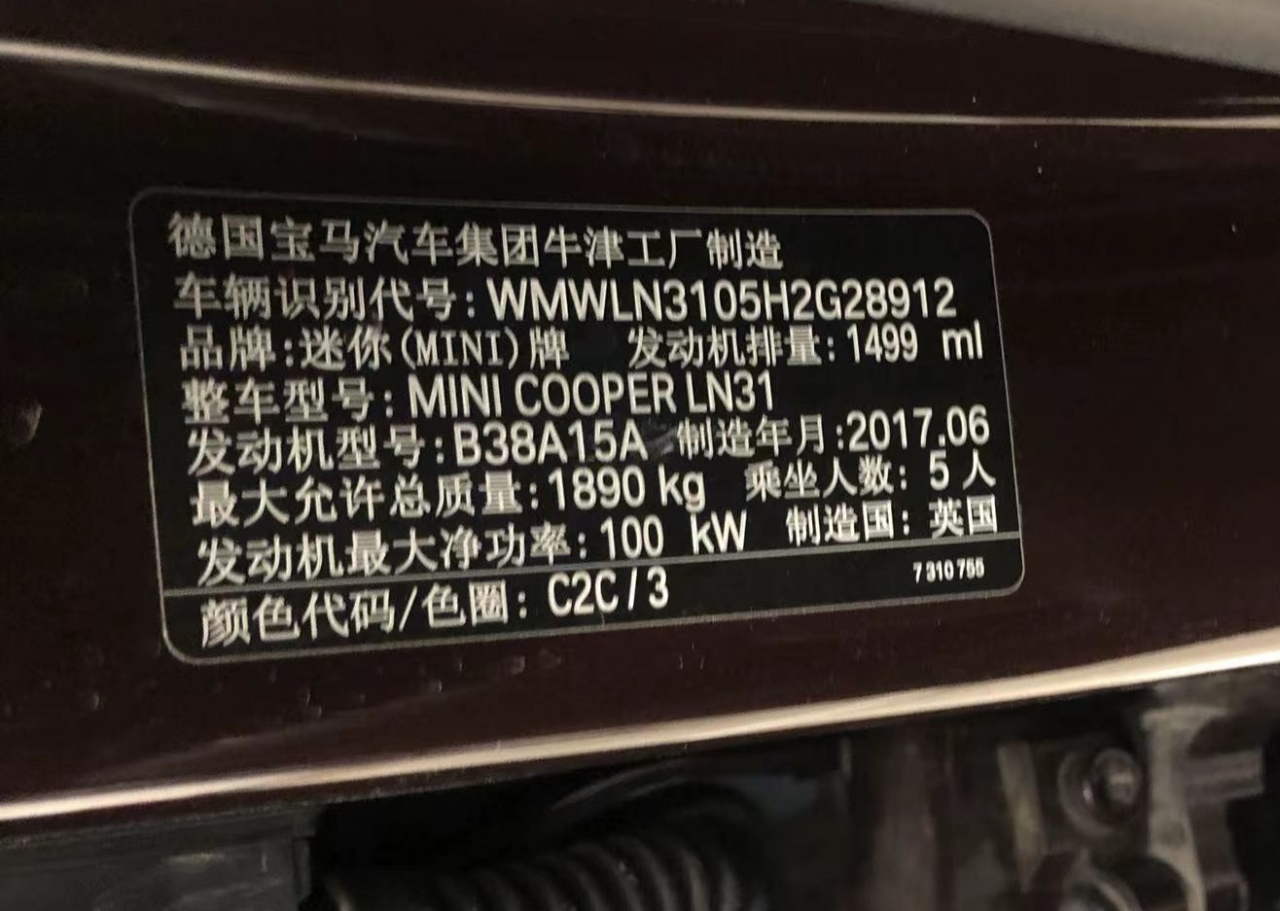 德国宝马汽车集团牛津工厂制造
车辆识别代号: WMWLN3105H2G28912
品牌:迷你(MINI)牌 发动机排量: 1499 ml
整车型号: MINI COOPER LN31
发动机型号:B38A15A 制造年月:2017.06
最大允许总质量: 1890 kg 乘坐人数: 5人
发动机最大净功率: 100 kW 制造国: 英国
7 310 755
颜色代码/色圈: C2C / 3